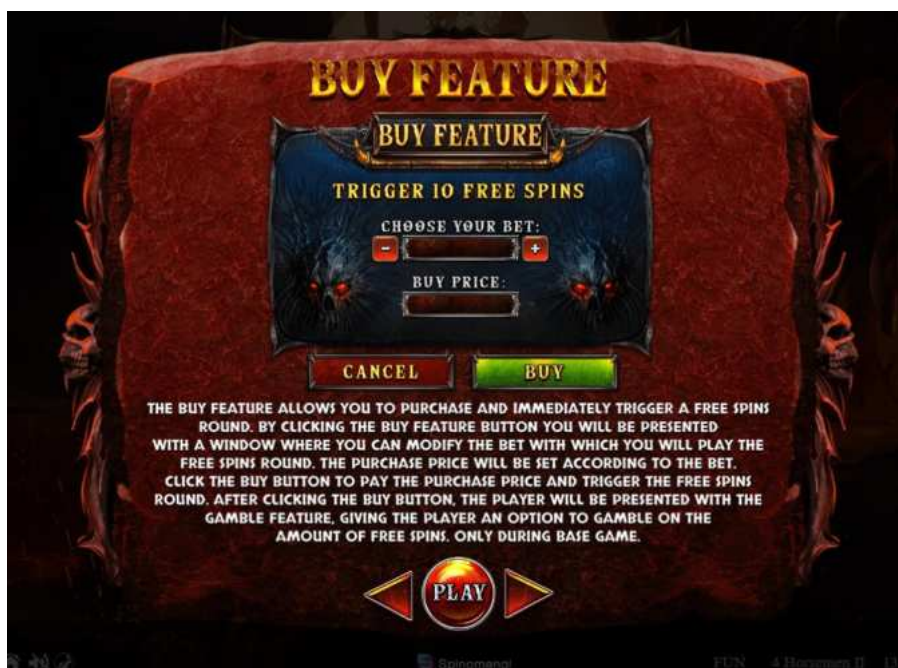 BUY FEATURE
BUY FEATURE
TRIGGER 10 FREE SPINS
CHOOSE YOUR BET:
- +
BUY PRICE:
CANCEL BUY
THE BUY FEATURE ALLOWS YOU TO PURCHASE AND IMMEDIATELY TRIGGER A FREE SPINS
ROUND. BY CLICKING THE BUY FEATURE BUTTON YOU WILL BE PRESENTED
WITH A WINDOW WHERE YOU CAN MODIFY THE BET WITH WHICH YOU WILL PLAY THE
FREE SPINS ROUND. THE PURCHASE PRICE WILL BE SET ACCORDING TO THE BET.
CLICK THE BUY BUTTON TO PAY THE PURCHASE PRICE AND TRIGGER THE FREE SPINS
ROUND. AFTER CLICKING THE BUY BUTTON, THE PLAYER WILL BE PRESENTED WITH THE
GAMBLE FEATURE, GIVING THE PLAYER AN OPTION TO GAMBLE ON THE
AMOUNT OF FREE SPINS. ONLY DURING BASE GAME.
PLAY
Spinomenal FUN 4 Horsemen II